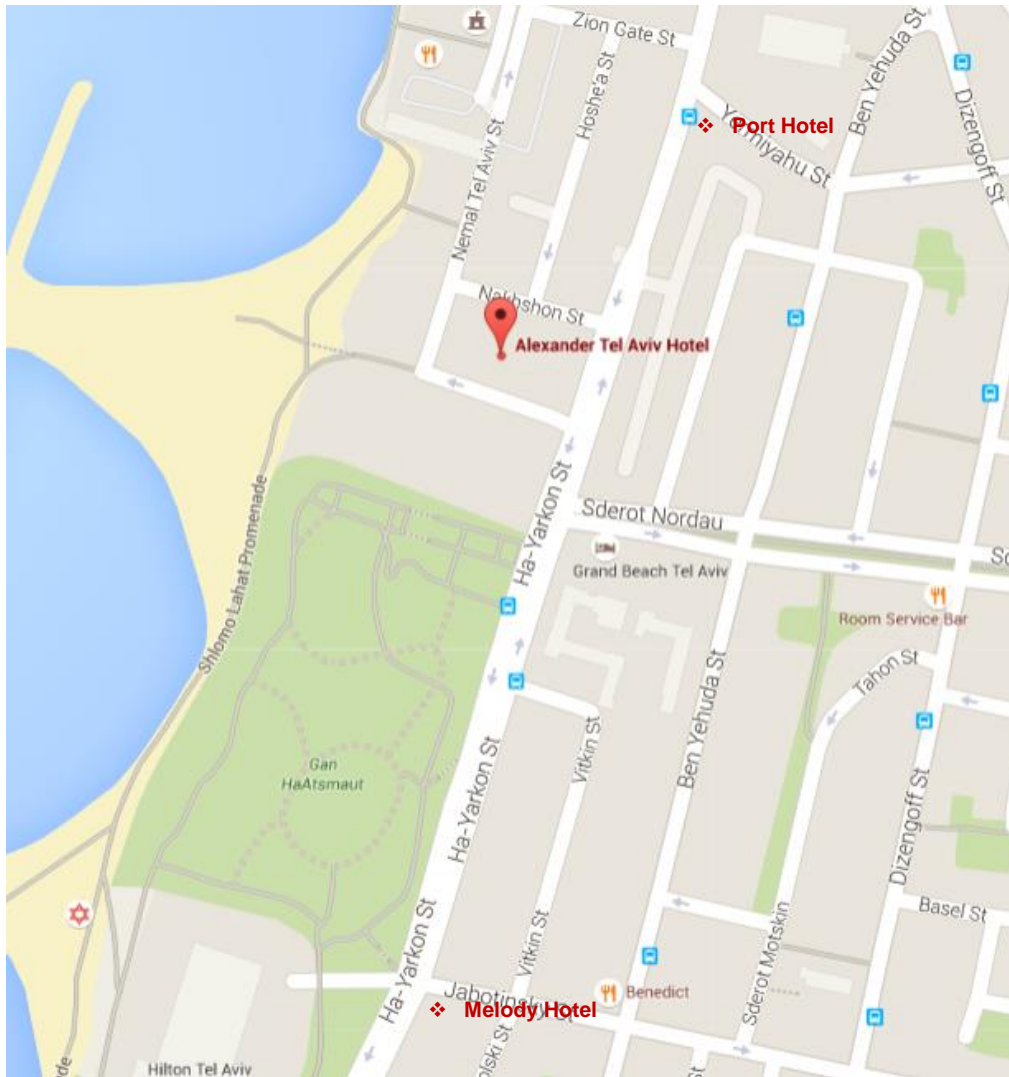 Zion Gate St
Ben Yehuda St
Hoshe'a St
Dizengoff St
❖ Port Hotel
Yirmiyahu St
Nemal Tel Aviv St
Nakhshon St
Alexander Tel Aviv Hotel
Ha-Yarkon St
Sderot Nordau
Grand Beach Tel Aviv
Shlomo Lahat Promenade
Room Service Bar
Tahon St
Ben Yehuda St
Vitkin St
Gan
HaAtsmaut
Ha-Yarkon St
Dizengoff St
Basel St
Ha-Yarkon St
Vitkin St
Sderot Motskin
Benedict
Jabotinsky St
❖ Melody Hotel
Hilton Tel Aviv